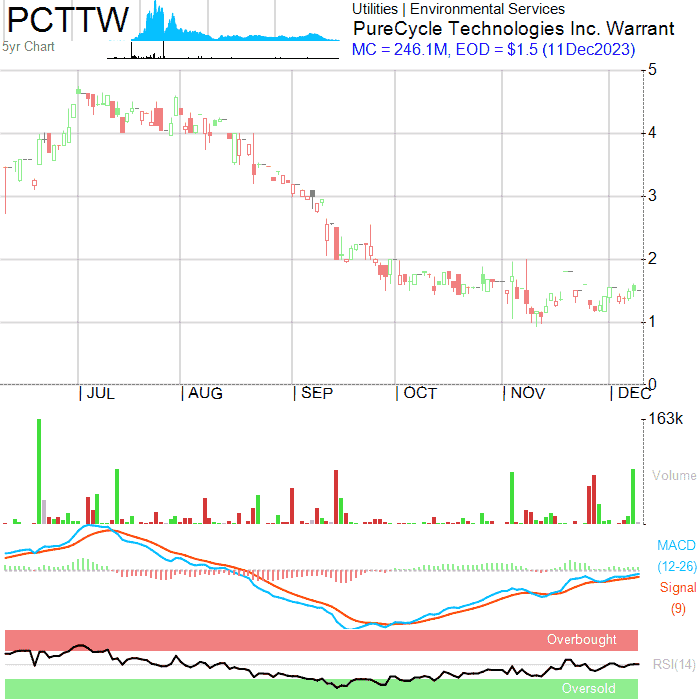 PCTTW
5yr Chart
Utilities | Environmental Services
PureCycle Technologies Inc. Warrant
MC = 246.1M, EOD = $1.5 (11Dec2023)
5
4
3
2
1
0
JUL AUG SEP OCT NOV DEC
163k
Volume
MACD
(12-26)
Signal
(9)
Overbought
RSI(14)
Oversold